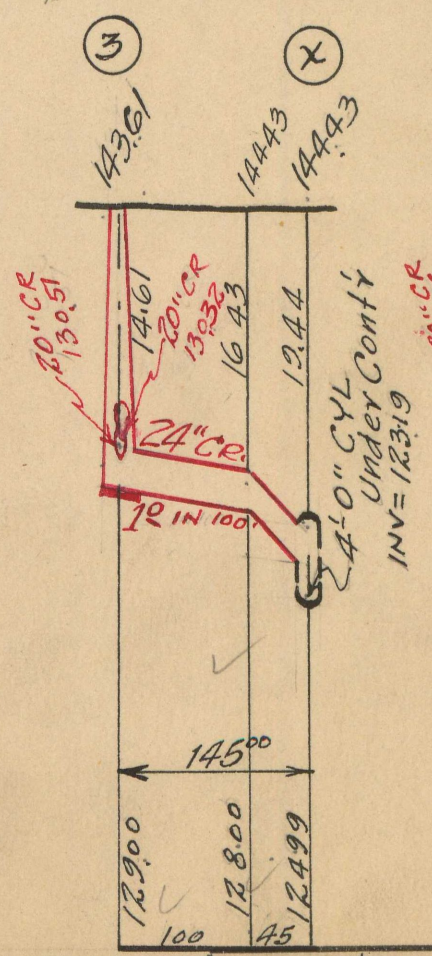 3
X
143.61
144.43
144.43
20" CR
130.51
14.61
20" CR
130.32
16.43
19.44
24" CR.
1.0 IN 100.
4'-0" CYL
Under Cont'r
INV = 123.19
145.00
129.00
128.00
124.99
100
45